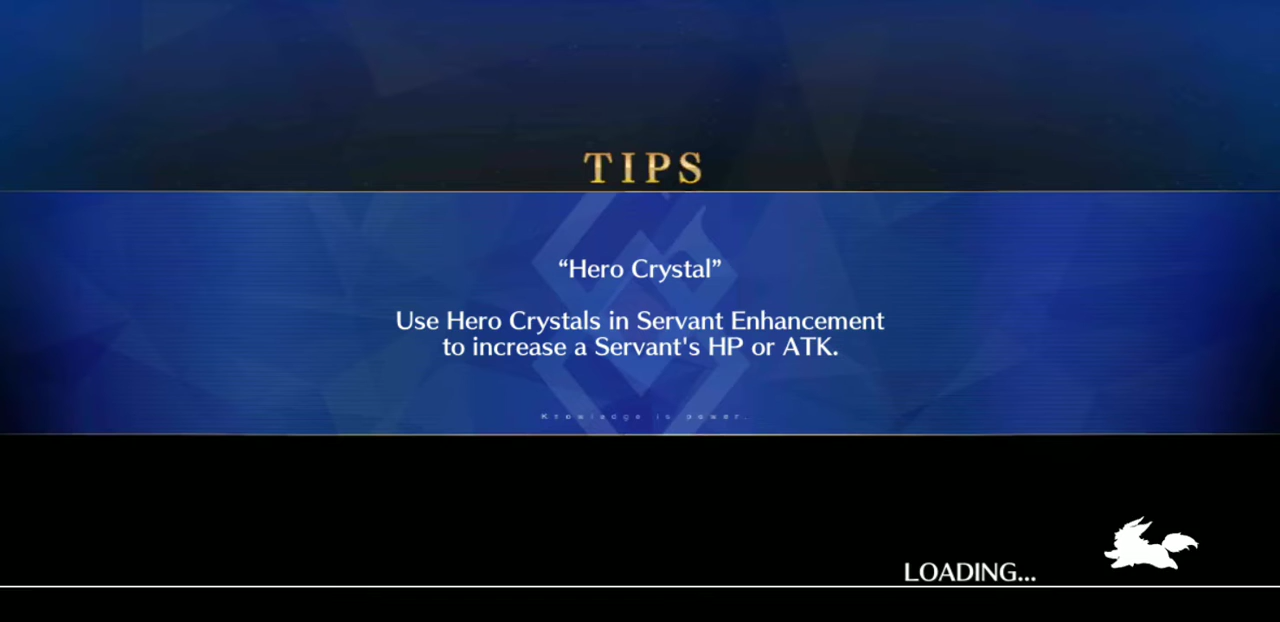 TIPS
“Hero Crystal”
Use Hero Crystals in Servant Enhancement
to increase a Servant's HP or ATK.
Knowledge is power.
LOADING...